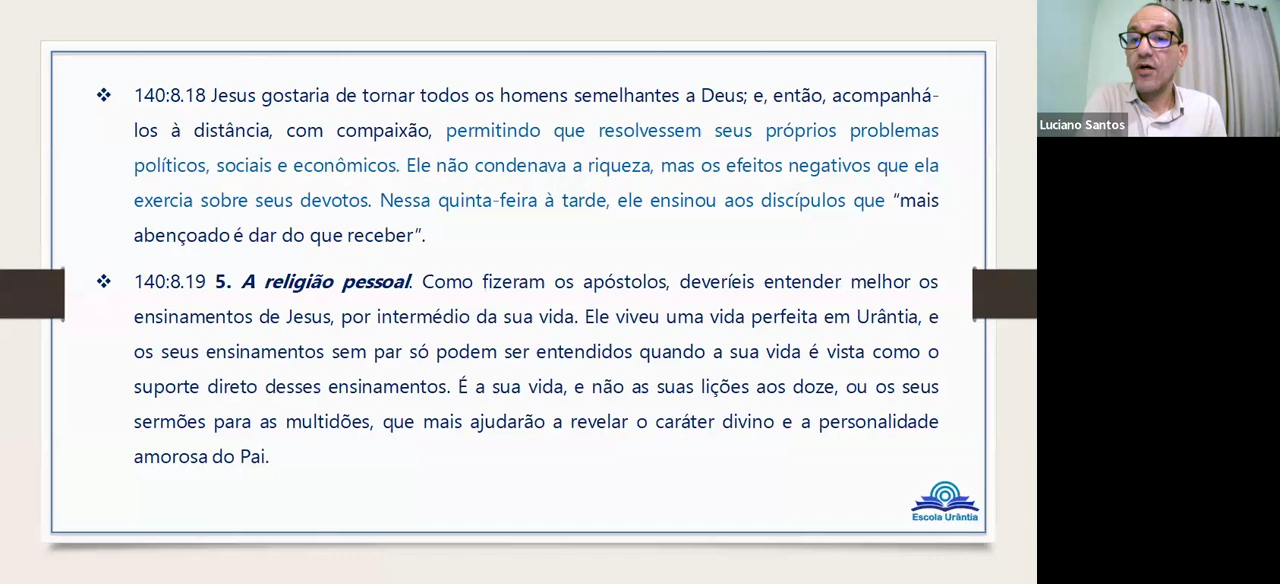 ❖ 140:8.18 Jesus gostaria de tornar todos os homens semelhantes a Deus; e, então, acompanhá-
los à distância, com compaixão, permitindo que resolvessem seus próprios problemas
políticos, sociais e econômicos. Ele não condenava a riqueza, mas os efeitos negativos que ela
exercia sobre seus devotos. Nessa quinta-feira à tarde, ele ensinou aos discípulos que “mais
abençoado é dar do que receber“.
❖ 140:8.19 5. A religião pessoal. Como fizeram os apóstolos, deveríeis entender melhor os
ensinamentos de Jesus, por intermédio da sua vida. Ele viveu uma vida perfeita em Urântia, e
os seus ensinamentos sem par só podem ser entendidos quando a sua vida é vista como o
suporte direto desses ensinamentos. É a sua vida, e não as suas lições aos doze, ou os seus
sermões para as multidões, que mais ajudarão a revelar o caráter divino e a personalidade
amorosa do Pai.
Escola Urântia
Luciano Santos